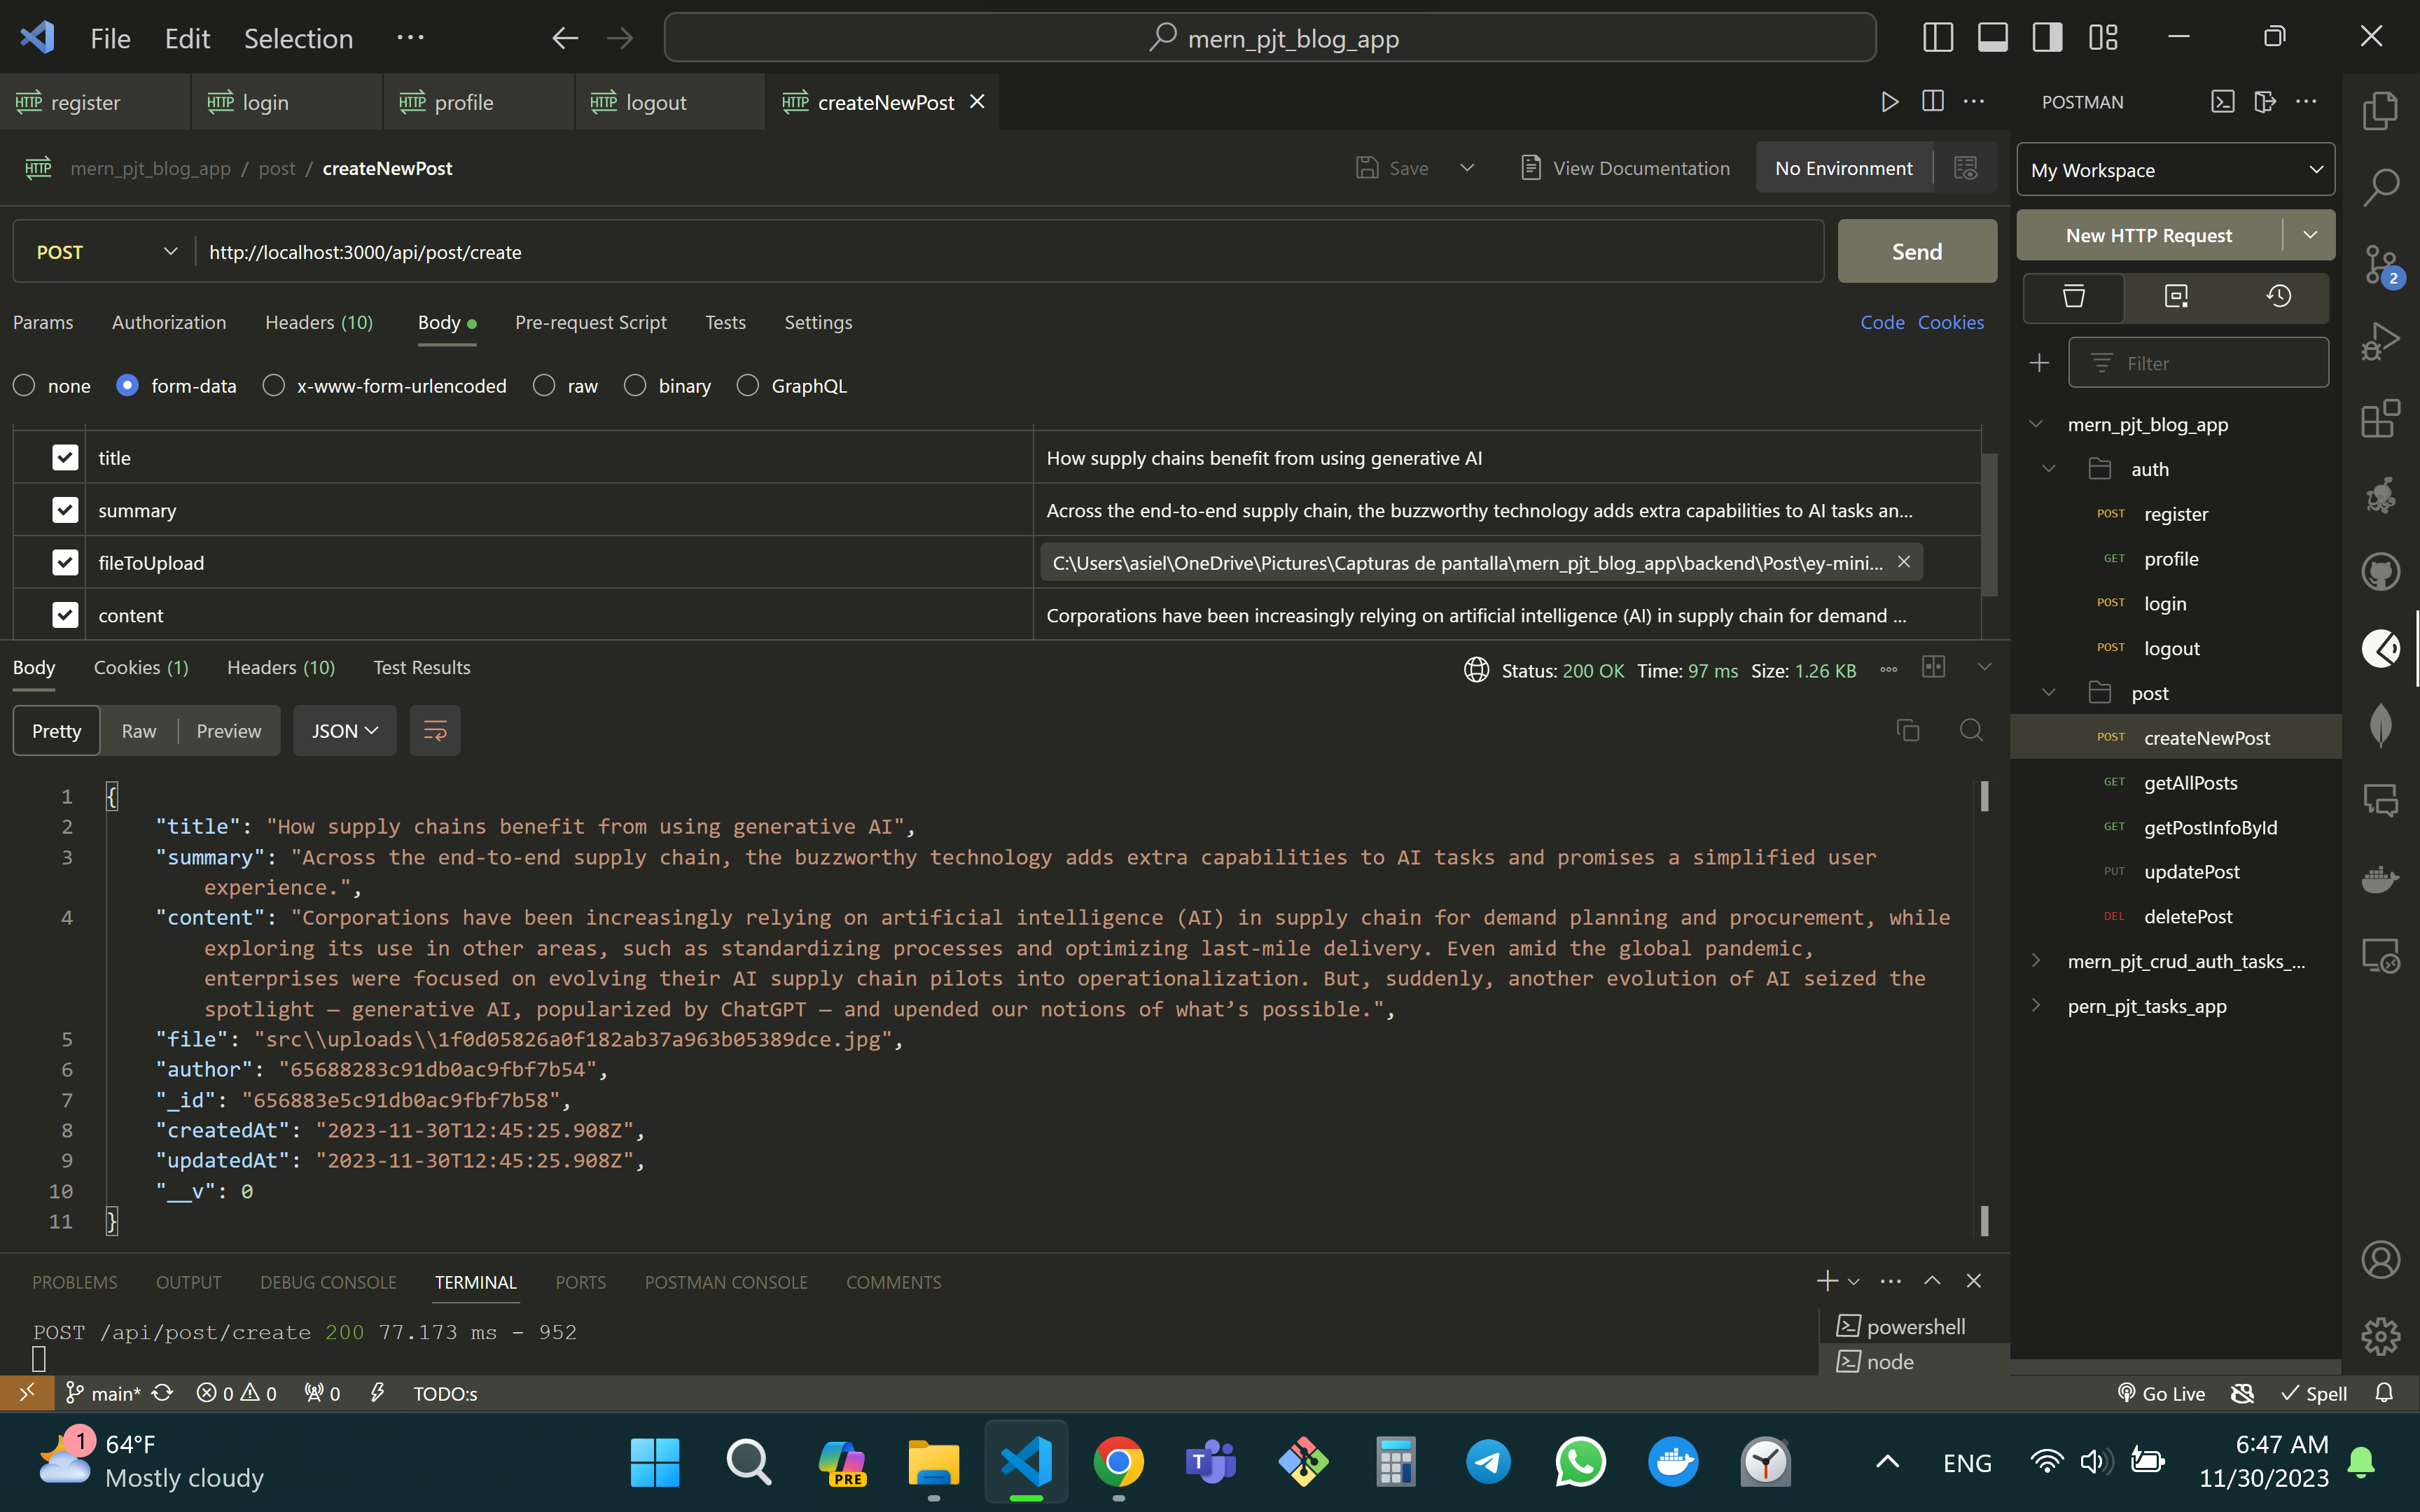 File Edit Selection ···
mern_pjt_blog_app
HTTP register
HTTP login
HTTP profile
HTTP logout
HTTP createNewPost
POSTMAN
HTTP mern_pjt_blog_app / post / createNewPost
Save
View Documentation
No Environment
My Workspace
POST
http://localhost:3000/api/post/create
Send
New HTTP Request
2
Params Authorization Headers (10) Body Pre-request Script Tests Settings
Code Cookies
none form-data x-www-form-urlencoded raw binary GraphQL
Filter
title How supply chains benefit from using generative AI
summary Across the end-to-end supply chain, the buzzworthy technology adds extra capabilities to AI tasks an...
fileToUpload C:\Users\asiel\OneDrive\Pictures\Capturas de pantalla\mern_pjt_blog_app\backend\Post\ey-mini...
content Corporations have been increasingly relying on artificial intelligence (AI) in supply chain for demand ...
mern_pjt_blog_app
auth
POST register
GET profile
POST login
POST logout
post
POST createNewPost
GET getAllPosts
GET getPostInfoById
PUT updatePost
DEL deletePost
mern_pjt_crud_auth_tasks_...
pern_pjt_tasks_app
Body Cookies (1) Headers (10) Test Results
Status: 200 OK Time: 97 ms Size: 1.26 KB
Pretty Raw Preview JSON
1 {
2 "title": "How supply chains benefit from using generative AI",
3 "summary": "Across the end-to-end supply chain, the buzzworthy technology adds extra capabilities to AI tasks and promises a simplified user
experience.",
4 "content": "Corporations have been increasingly relying on artificial intelligence (AI) in supply chain for demand planning and procurement, while
exploring its use in other areas, such as standardizing processes and optimizing last-mile delivery. Even amid the global pandemic,
enterprises were focused on evolving their AI supply chain pilots into operationalization. But, suddenly, another evolution of AI seized the
spotlight — generative AI, popularized by ChatGPT — and upended our notions of what’s possible.",
5 "file": "src\\uploads\\1f0d05826a0f182ab37a963b05389dce.jpg",
6 "author": "65688283c91db0ac9fbf7b54",
7 "_id": "656883e5c91db0ac9fbf7b58",
8 "createdAt": "2023-11-30T12:45:25.908Z",
9 "updatedAt": "2023-11-30T12:45:25.908Z",
10 "__v": 0
11 }
PROBLEMS OUTPUT DEBUG CONSOLE TERMINAL PORTS POSTMAN CONSOLE COMMENTS
POST /api/post/create 200 77.173 ms - 952
powershell
node
main* 0 0 0 TODO:s
Go Live
Spell
1
64°F
Mostly cloudy
PRE
T
ENG
6:47 AM
11/30/2023